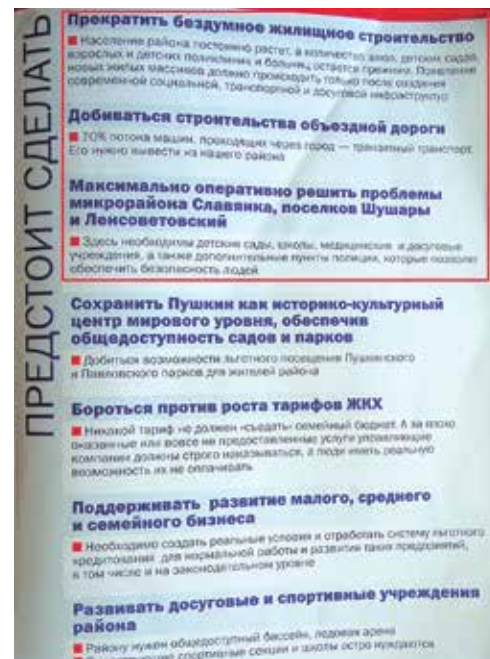 ПРЕДСТОИТ СДЕЛАТЬ
Прекратить бездумное жилищное строительство
Население района постоянно растет, а количество школ, детских садов,
взрослых и детских поликлиник и больниц остается прежним. Появление
новых жилых массивов должно происходить только после создания
современной социальной, транспортной и досуговой инфраструктур
Добиваться строительства объездной дороги
70% потока машин, проходящих через город — транзитный транспорт.
Его нужно вывести из нашего района
Максимально оперативно решить проблемы
микрорайона Славянка, поселков Шушары
и Ленсоветовский
Здесь необходимы детские сады, школы, медицинские и досуговые
учреждения, а также дополнительные пункты полиции, которые позволят
обеспечить безопасность людей
Сохранить Пушкин как историко-культурный
центр мирового уровня, обеспечив
общедоступность садов и парков
Добиться возможности льготного посещения Пушкинского
и Павловского парков для жителей района
Бороться против роста тарифов ЖКХ
Никакой тариф не должен «съедать» семейный бюджет. А за плохо
оказанные или вовсе не предоставленные услуги управляющие
компании должны строго наказываться, а люди иметь реальную
возможность их не оплачивать
Поддерживать развитие малого, среднего
и семейного бизнеса
Необходимо создать реальные условия и отработать систему льготного
кредитования для нормальной работы и развития таких предприятий,
в том числе и на законодательном уровне
Развивать досуговые и спортивные учреждения
района
Району нужен общедоступный бассейн, ледовая арена
спортивные секции и школы остро нуждаются